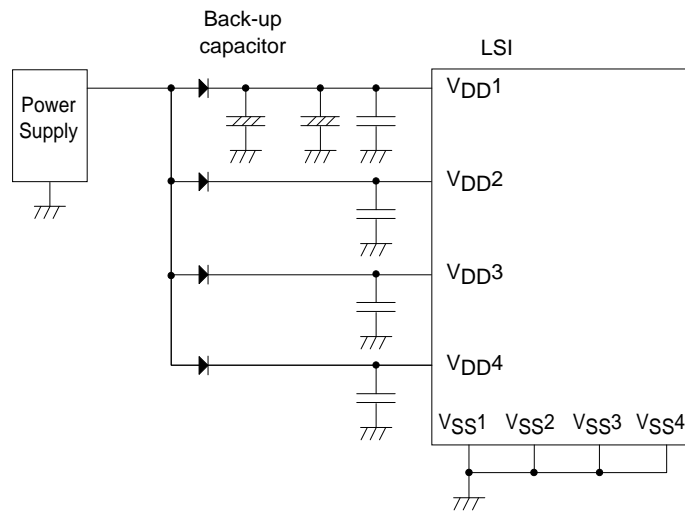 Back-up
capacitor
LSI
Power
Supply
VDD1
VDD2
VDD3
VDD4
VSS1 VSS2 VSS3 VSS4